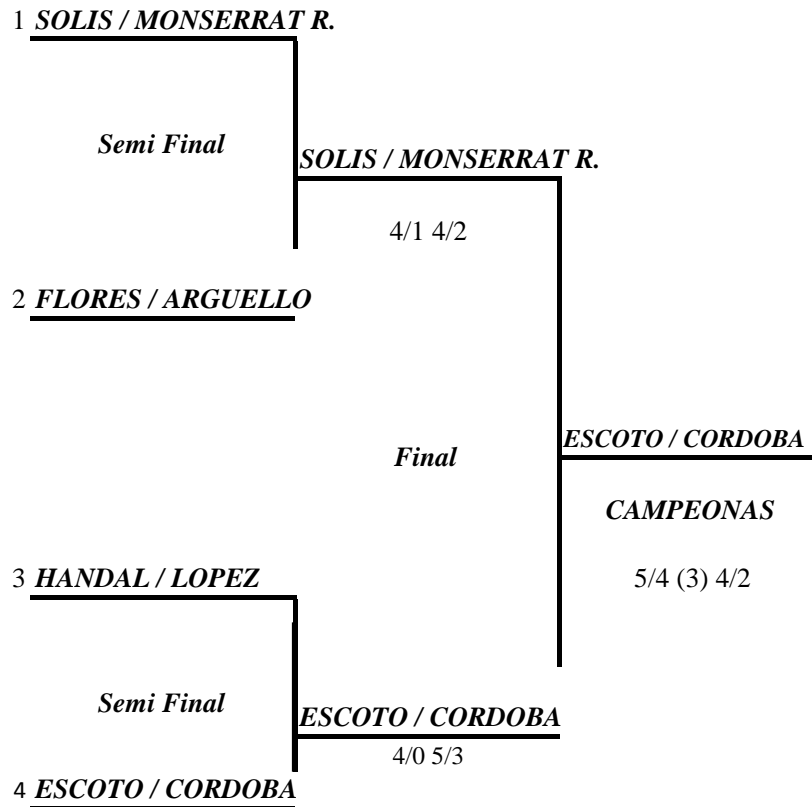 1 SOLIS / MONSERRAT R.
Semi Final
SOLIS / MONSERRAT R.
4/1 4/2
2 FLORES / ARGUELLO
Final
ESCOTO / CORDOBA
CAMPEONAS
5/4 (3) 4/2
3 HANDAL / LOPEZ
Semi Final
ESCOTO / CORDOBA
4/0 5/3
4 ESCOTO / CORDOBA